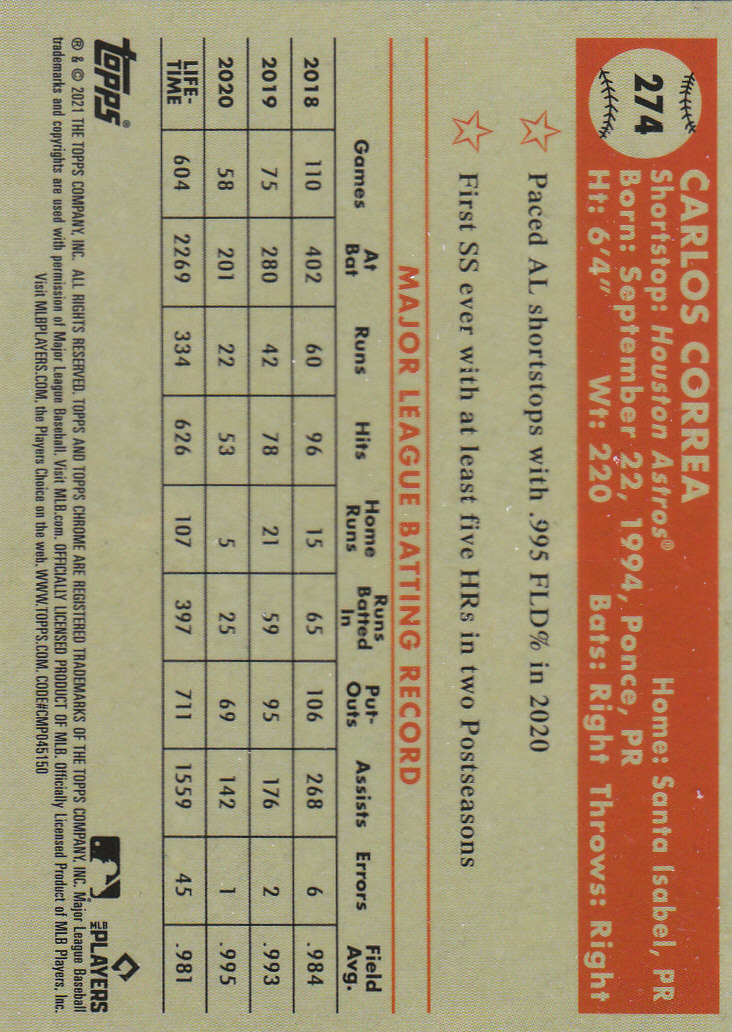 274
CARLOS CORREA
Shortstop: Houston Astros® Home: Santa Isabel, PR
Born: September 22, 1994, Ponce, PR
Ht: 6'4" Wt: 220 Bats: Right Throws: Right
Paced AL shortstops with .995 FLD% in 2020
First SS ever with at least five HRs in two Postseasons
MAJOR LEAGUE BATTING RECORD
Games At Bat Runs Hits Home Runs Runs Batted In Put-Outs Assists Errors Field Avg.
2018 110 402 60 96 15 65 106 268 6 .984
2019 75 280 42 78 21 59 95 176 2 .993
2020 58 201 22 53 5 25 69 142 1 .995
LIFE-TIME 604 2269 334 626 107 397 711 1559 45 .981
topps®
MLB PLAYERS
® & © 2021 THE TOPPS COMPANY, INC. ALL RIGHTS RESERVED. TOPPS AND TOPPS CHROME ARE REGISTERED TRADEMARKS OF THE TOPPS COMPANY, INC. Major League Baseball
trademarks and copyrights are used with permission of Major League Baseball. Visit MLB.com. OFFICIALLY LICENSED PRODUCT OF MLB. Officially Licensed Product of MLB Players, Inc.
Visit MLBPLAYERS.COM, the Players Choice on the web. WWW.TOPPS.COM. CODE#CMP045150